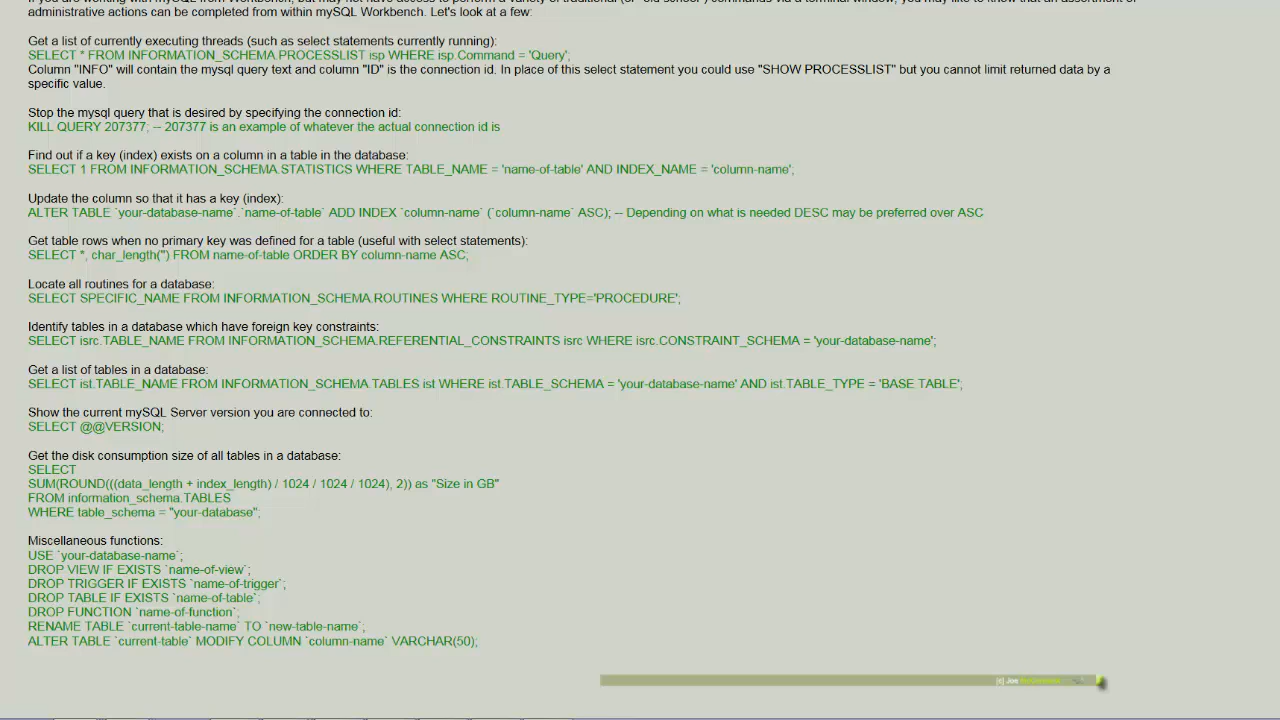 administrative actions can be completed from within mySQL Workbench. Let's look at a few:
Get a list of currently executing threads (such as select statements currently running):
SELECT * FROM INFORMATION_SCHEMA.PROCESSLIST isp WHERE isp.Command = 'Query';
Column "INFO" will contain the mysql query text and column "ID" is the connection id. In place of this select statement you could use "SHOW PROCESSLIST" but you cannot limit returned data by a
specific value.
Stop the mysql query that is desired by specifying the connection id:
KILL QUERY 207377; -- 207377 is an example of whatever the actual connection id is
Find out if a key (index) exists on a column in a table in the database:
SELECT 1 FROM INFORMATION_SCHEMA.STATISTICS WHERE TABLE_NAME = 'name-of-table' AND INDEX_NAME = 'column-name';
Update the column so that it has a key (index):
ALTER TABLE `your-database-name`.`name-of-table` ADD INDEX `column-name` (`column-name` ASC); -- Depending on what is needed DESC may be preferred over ASC
Get table rows when no primary key was defined for a table (useful with select statements):
SELECT *, char_length('') FROM name-of-table ORDER BY column-name ASC;
Locate all routines for a database:
SELECT SPECIFIC_NAME FROM INFORMATION_SCHEMA.ROUTINES WHERE ROUTINE_TYPE='PROCEDURE';
Identify tables in a database which have foreign key constraints:
SELECT isrc.TABLE_NAME FROM INFORMATION_SCHEMA.REFERENTIAL_CONSTRAINTS isrc WHERE isrc.CONSTRAINT_SCHEMA = 'your-database-name';
Get a list of tables in a database:
SELECT ist.TABLE_NAME FROM INFORMATION_SCHEMA.TABLES ist WHERE ist.TABLE_SCHEMA = 'your-database-name' AND ist.TABLE_TYPE = 'BASE TABLE';
Show the current mySQL Server version you are connected to:
SELECT @@VERSION;
Get the disk consumption size of all tables in a database:
SELECT
SUM(ROUND(((data_length + index_length) / 1024 / 1024 / 1024), 2)) as "Size in GB"
FROM information_schema.TABLES
WHERE table_schema = "your-database";
Miscellaneous functions:
USE `your-database-name`;
DROP VIEW IF EXISTS `name-of-view`;
DROP TRIGGER IF EXISTS `name-of-trigger`;
DROP TABLE IF EXISTS `name-of-table`;
DROP FUNCTION `name-of-function`;
RENAME TABLE `current-table-name` TO `new-table-name`;
ALTER TABLE `current-table` MODIFY COLUMN `column-name` VARCHAR(50);
(c) Joe